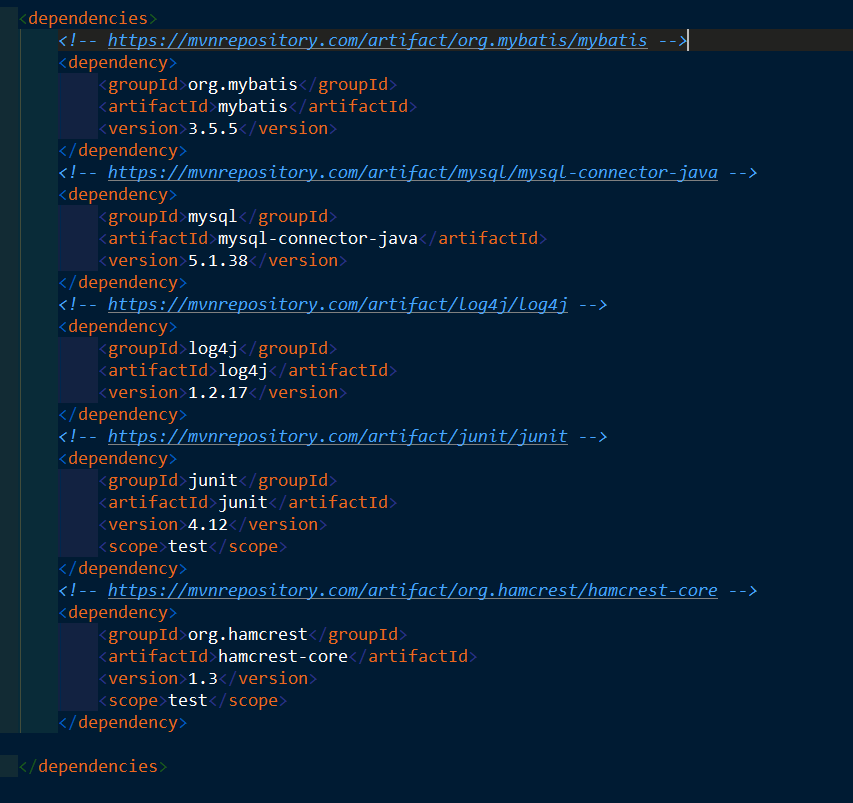 <dependencies>
<!-- https://mvnrepository.com/artifact/org.mybatis/mybatis -->
<dependency>
<groupId>org.mybatis</groupId>
<artifactId>mybatis</artifactId>
<version>3.5.5</version>
</dependency>
<!-- https://mvnrepository.com/artifact/mysql/mysql-connector-java -->
<dependency>
<groupId>mysql</groupId>
<artifactId>mysql-connector-java</artifactId>
<version>5.1.38</version>
</dependency>
<!-- https://mvnrepository.com/artifact/log4j/log4j -->
<dependency>
<groupId>log4j</groupId>
<artifactId>log4j</artifactId>
<version>1.2.17</version>
</dependency>
<!-- https://mvnrepository.com/artifact/junit/junit -->
<dependency>
<groupId>junit</groupId>
<artifactId>junit</artifactId>
<version>4.12</version>
<scope>test</scope>
</dependency>
<!-- https://mvnrepository.com/artifact/org.hamcrest/hamcrest-core -->
<dependency>
<groupId>org.hamcrest</groupId>
<artifactId>hamcrest-core</artifactId>
<version>1.3</version>
<scope>test</scope>
</dependency>
</dependencies>